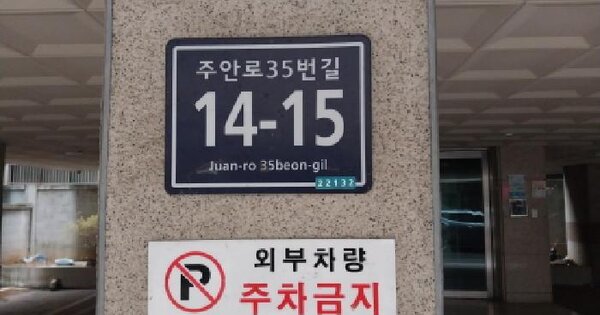 주안로35번길
14-15
Juan-ro 35beon-gil
22137
외부차량
주차금지